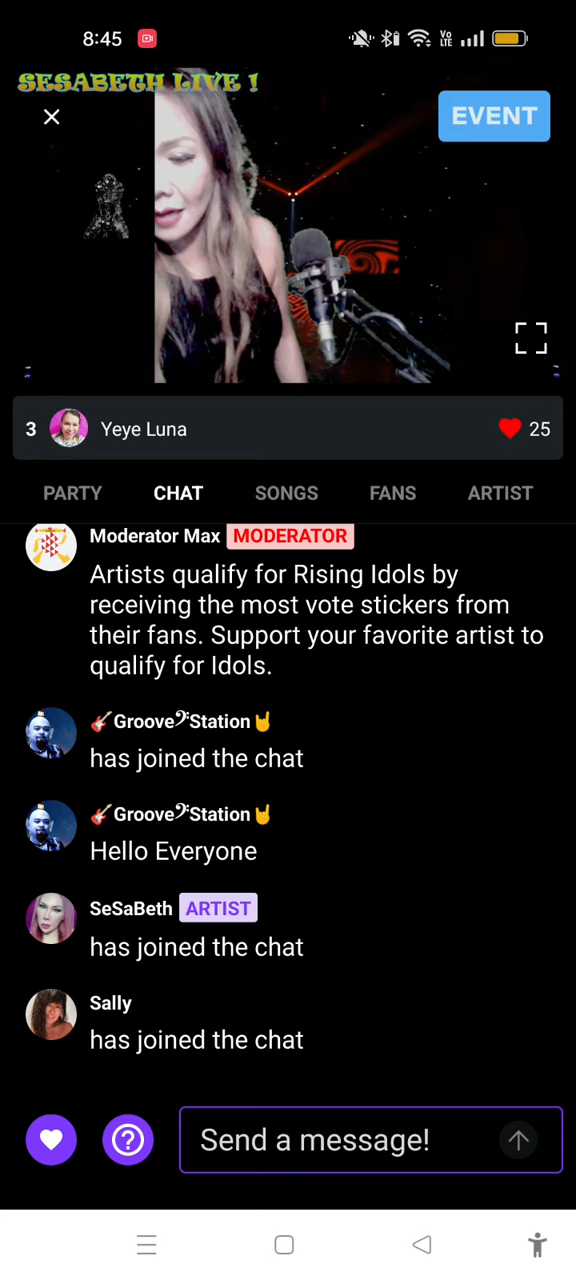 8:45
Vo
LTE
SESABETH LIVE !
EVENT
3 Yeye Luna 25
PARTY CHAT SONGS FANS ARTIST
Moderator Max MODERATOR
Artists qualify for Rising Idols by
receiving the most vote stickers from
their fans. Support your favorite artist to
qualify for Idols.
🎸Groove𝄢Station🤘
has joined the chat
🎸Groove𝄢Station🤘
Hello Everyone
SeSaBeth ARTIST
has joined the chat
Sally
has joined the chat
Send a message!